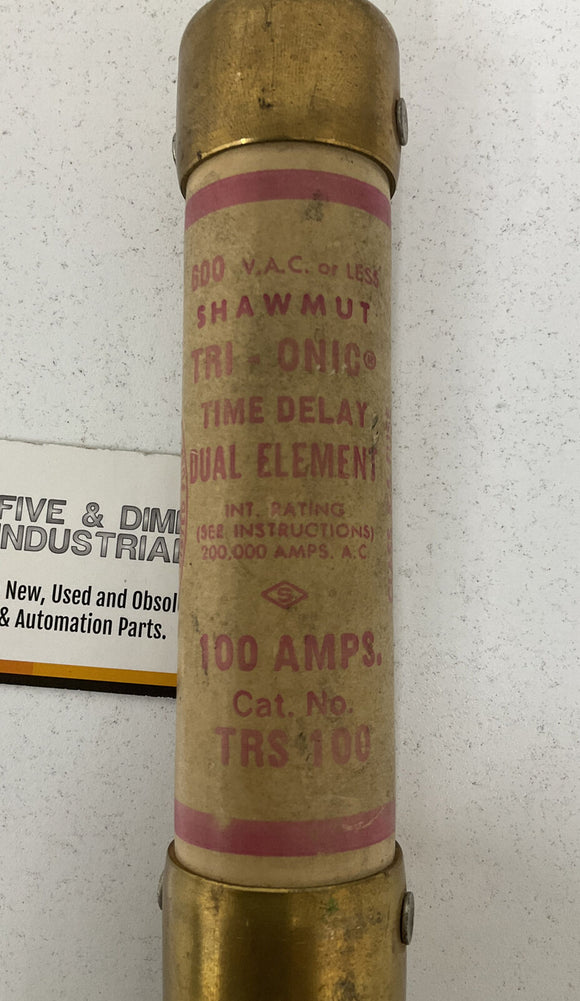 600 V.A.C. or LESS
SHAWMUT
TRI - ONIC®
TIME DELAY
DUAL ELEMENT
INT. RATING
(SEE INSTRUCTIONS)
200,000 AMPS. A.C.
S
100 AMPS.
Cat. No.
TRS 100
FIVE & DIM
INDUSTRIA
New, Used and Obsol
& Automation Parts.